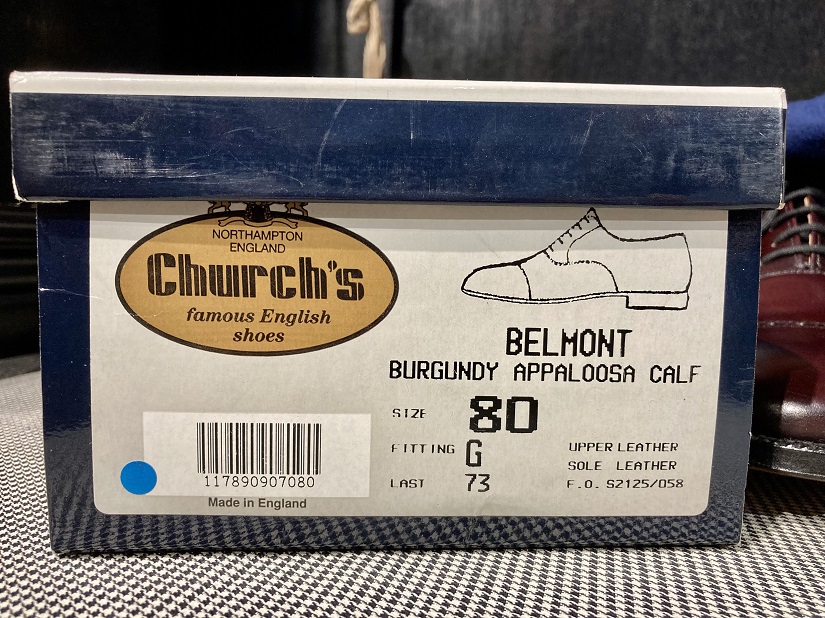 NORTHAMPTON
ENGLAND
Church's
famous English
shoes
BELMONT
BURGUNDY APPALOOSA CALF
SIZE 80
FITTING G
LAST 73
UPPER LEATHER
SOLE LEATHER
F.O. S2125/058
117890907080
Made in England